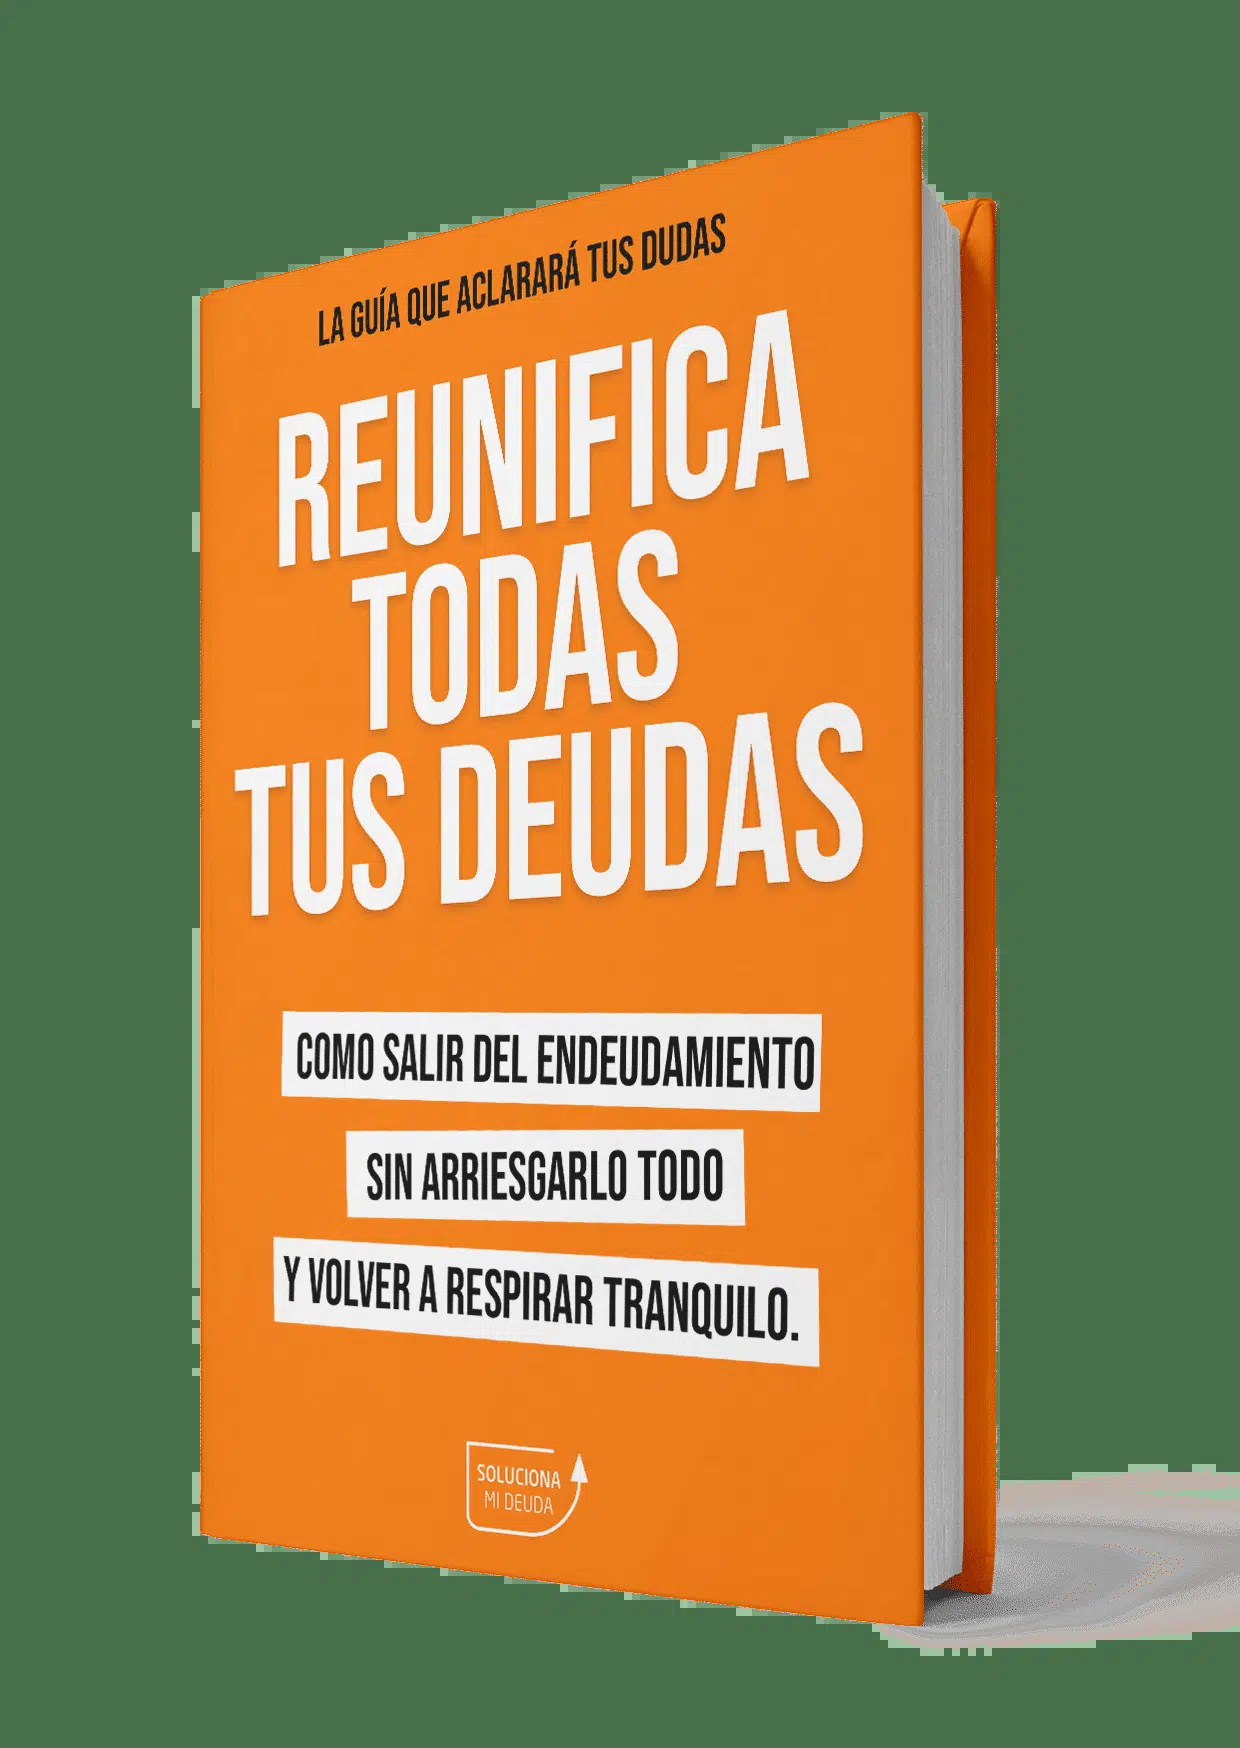 LA GUÍA QUE ACLARARÁ TUS DUDAS
REUNIFICA
TODAS
TUS DEUDAS
COMO SALIR DEL ENDEUDAMIENTO
SIN ARRIESGARLO TODO
Y VOLVER A RESPIRAR TRANQUILO.
SOLUCIONA
MI DEUDA